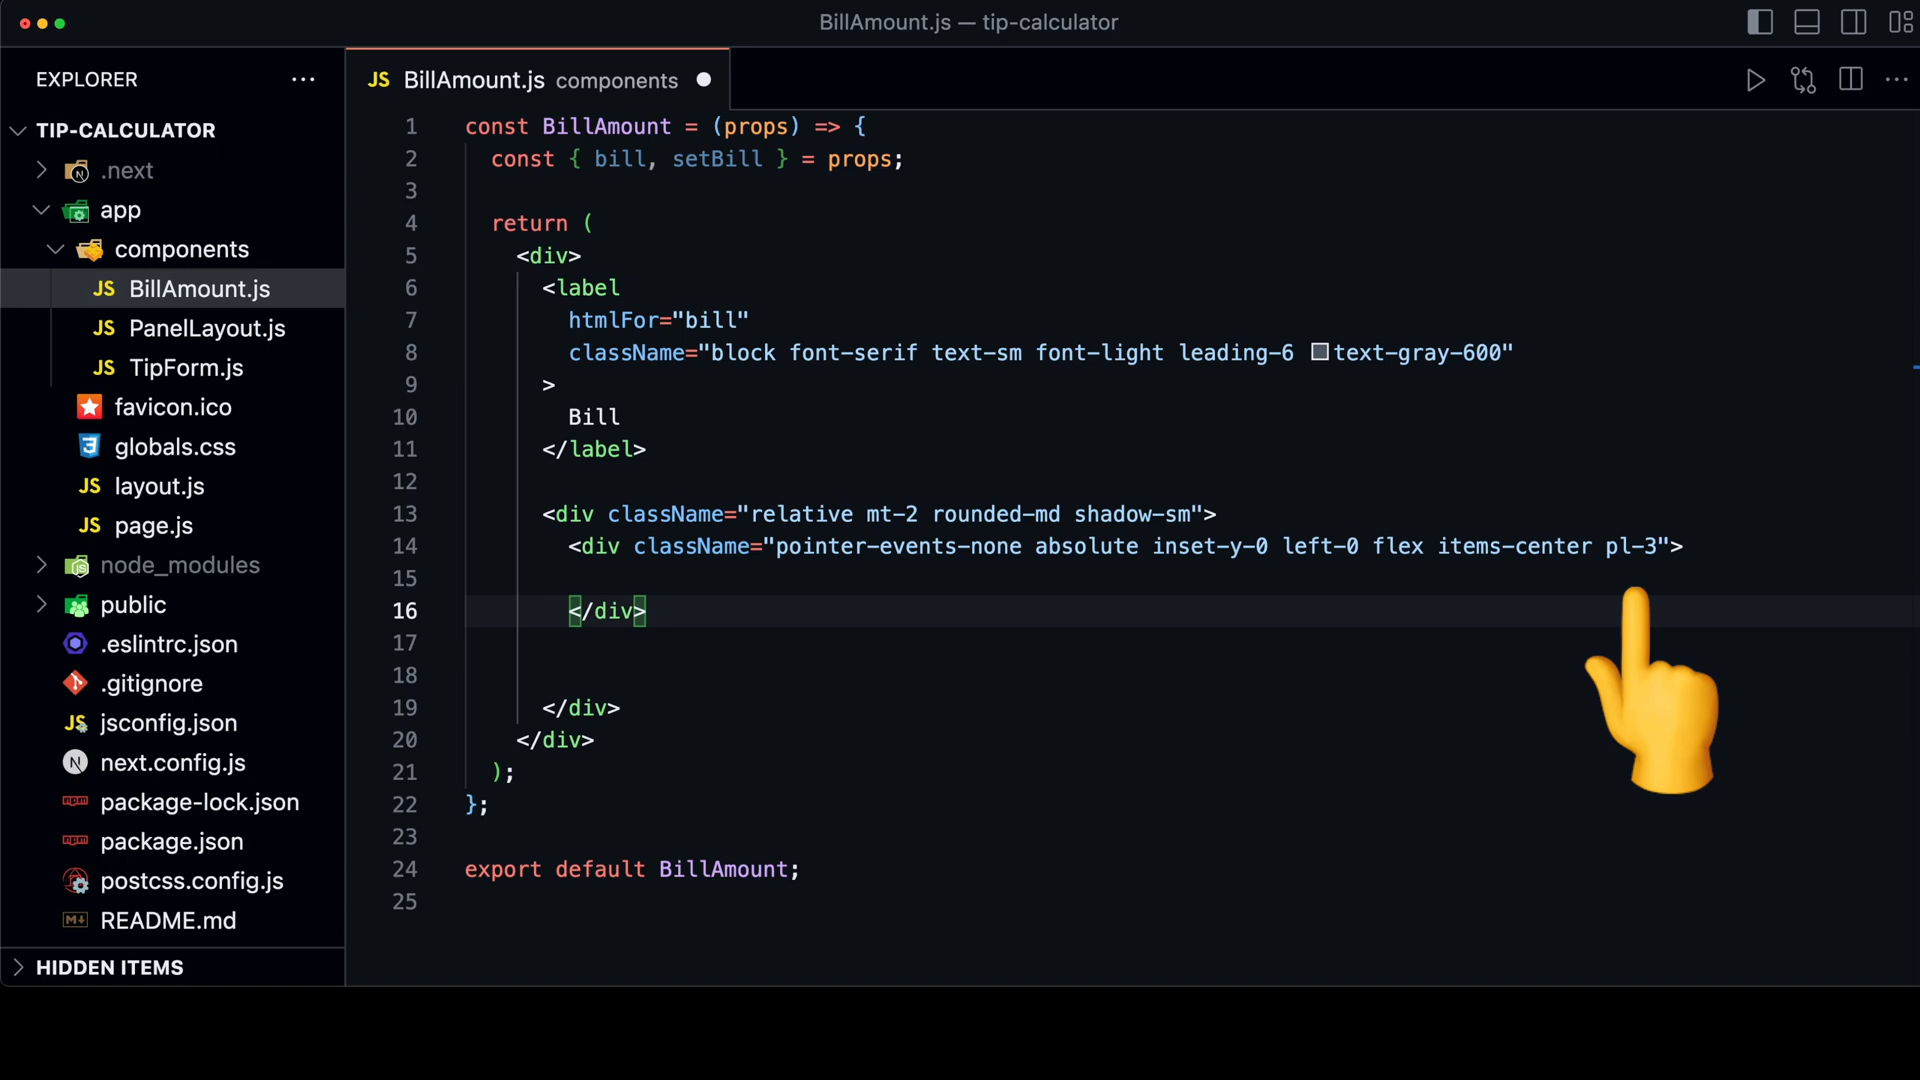 BillAmount.js — tip-calculator
EXPLORER
TIP-CALCULATOR
.next
app
components
JS BillAmount.js
JS PanelLayout.js
JS TipForm.js
favicon.ico
globals.css
JS layout.js
JS page.js
node_modules
public
.eslintrc.json
.gitignore
JS jsconfig.json
N next.config.js
package-lock.json
package.json
postcss.config.js
M README.md
HIDDEN ITEMS
JS BillAmount.js components
1 const BillAmount = (props) => {
2 const { bill, setBill } = props;
3
4 return (
5 <div>
6 <label
7 htmlFor="bill"
8 className="block font-serif text-sm font-light leading-6 text-gray-600"
9 >
10 Bill
11 </label>
12
13 <div className="relative mt-2 rounded-md shadow-sm">
14 <div className="pointer-events-none absolute inset-y-0 left-0 flex items-center pl-3">
15
16 </div>
17
18
19 </div>
20 </div>
21 );
22 };
23
24 export default BillAmount;
25